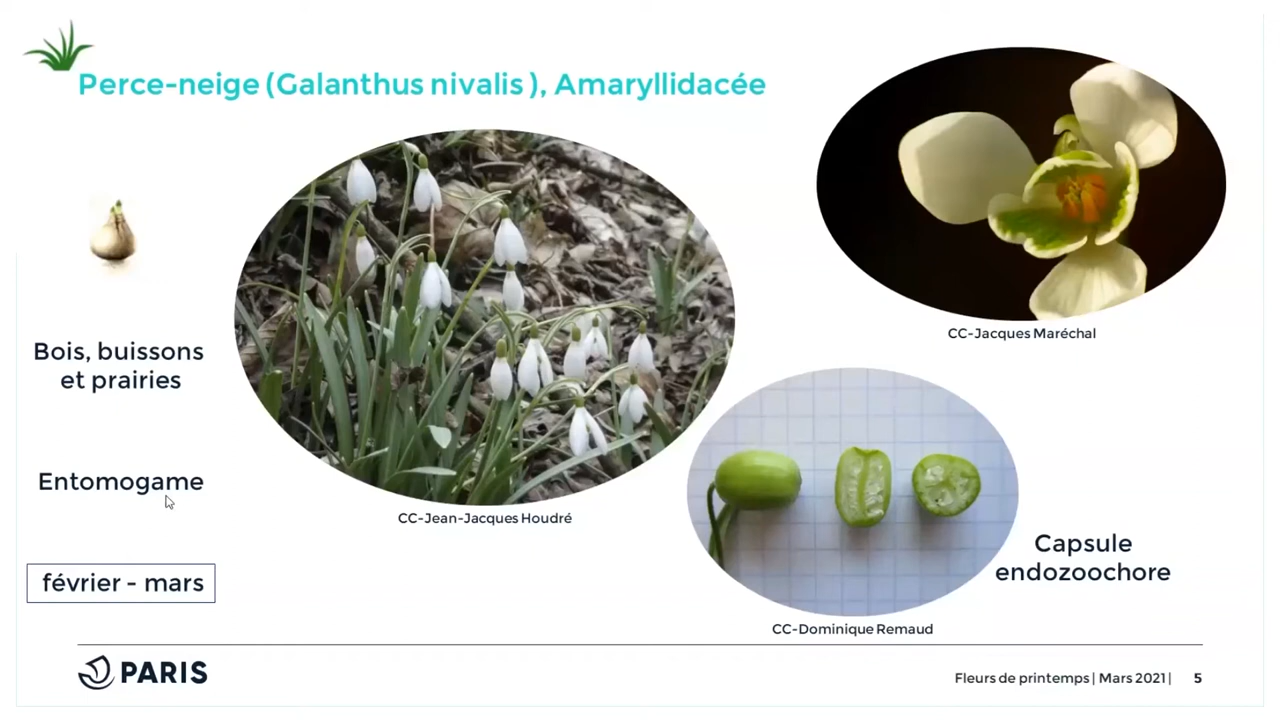 Perce-neige (Galanthus nivalis ), Amaryllidacée
CC-Jacques Maréchal
Bois, buissons
et prairies
Entomogame
CC-Jean-Jacques Houdré
Capsule
endozoochore
février - mars
CC-Dominique Remaud
PARIS
Fleurs de printemps| Mars 2021| 5